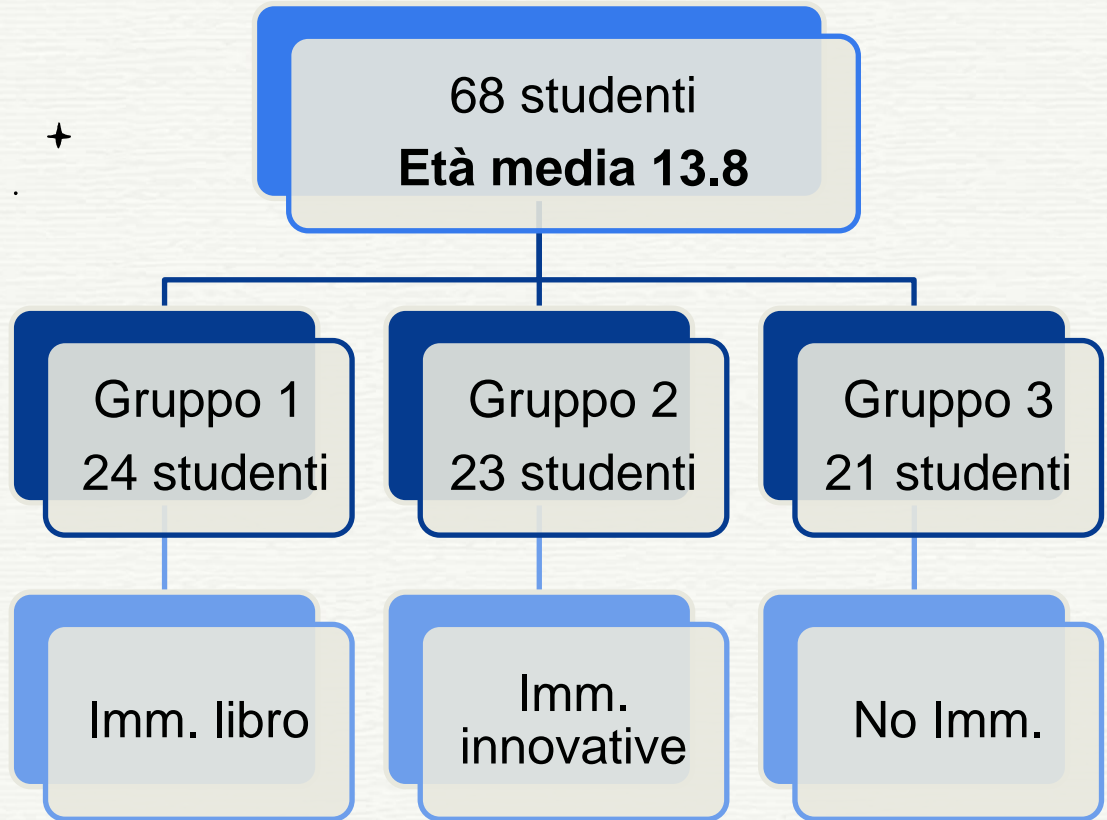 68 studenti
Età media 13.8
Gruppo 1
24 studenti
Gruppo 2
23 studenti
Gruppo 3
21 studenti
Imm. libro
Imm.
innovative
No Imm.